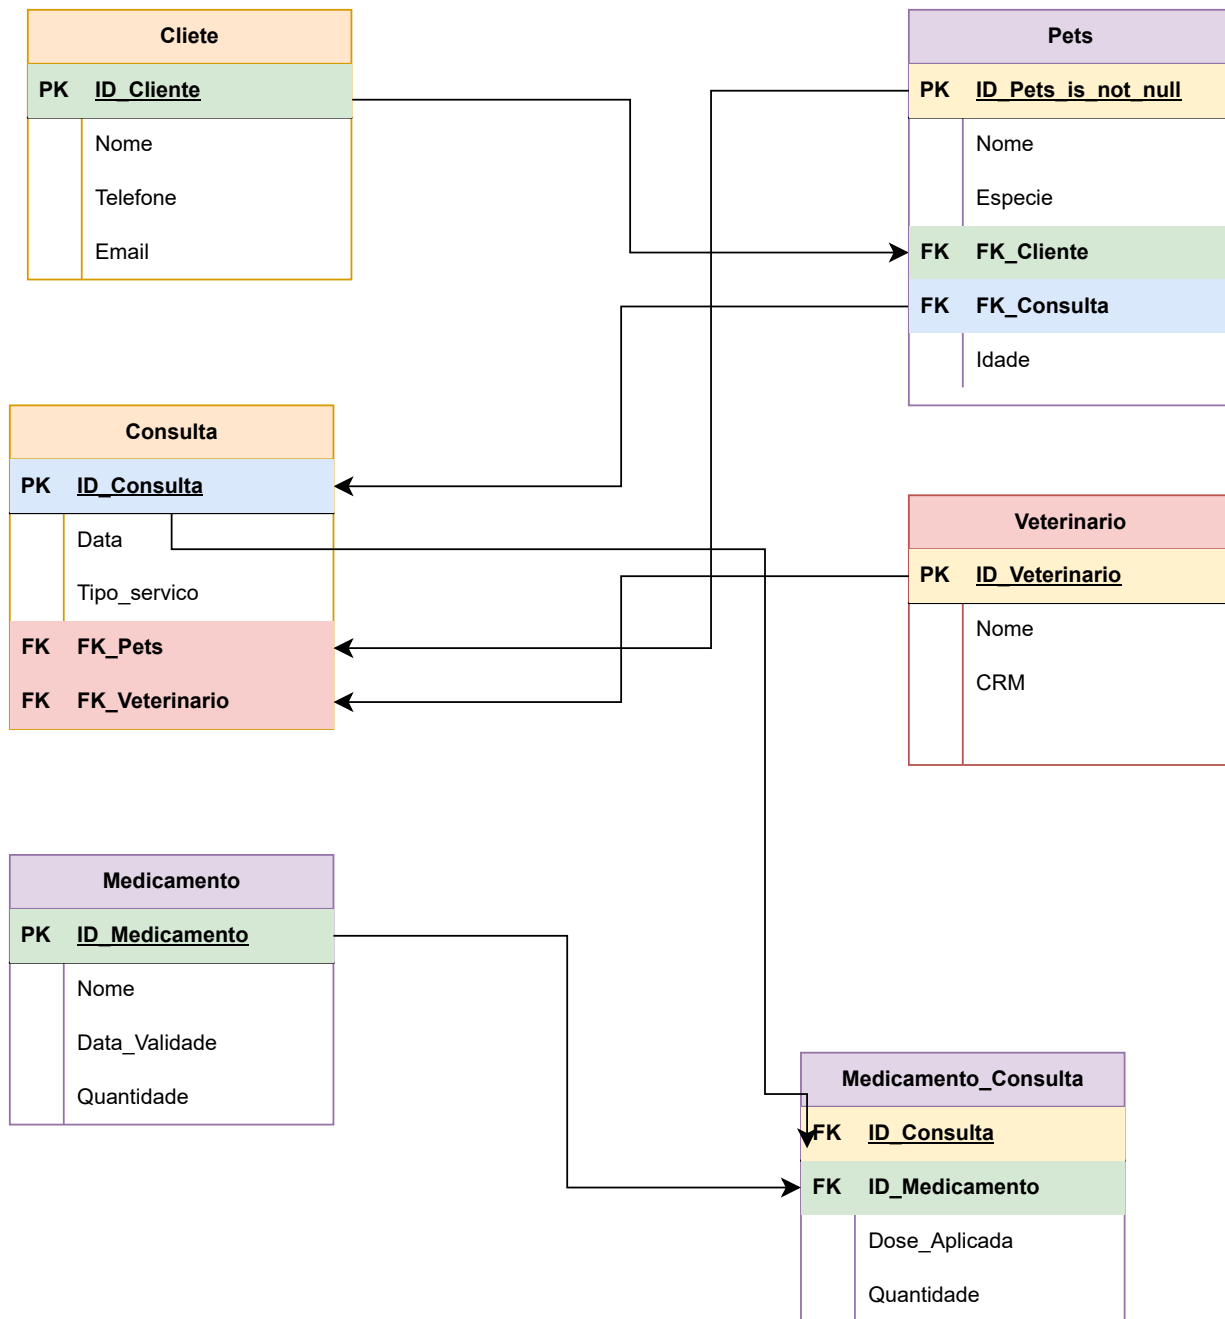 Cliete
PK ID_Cliente
Nome
Telefone
Email
Pets
PK ID_Pets_is_not_null
Nome
Especie
FK FK_Cliente
FK FK_Consulta
Idade
Consulta
PK ID_Consulta
Data
Tipo_servico
FK FK_Pets
FK FK_Veterinario
Veterinario
PK ID_Veterinario
Nome
CRM
Medicamento
PK ID_Medicamento
Nome
Data_Validade
Quantidade
Medicamento_Consulta
FK ID_Consulta
FK ID_Medicamento
Dose_Aplicada
Quantidade